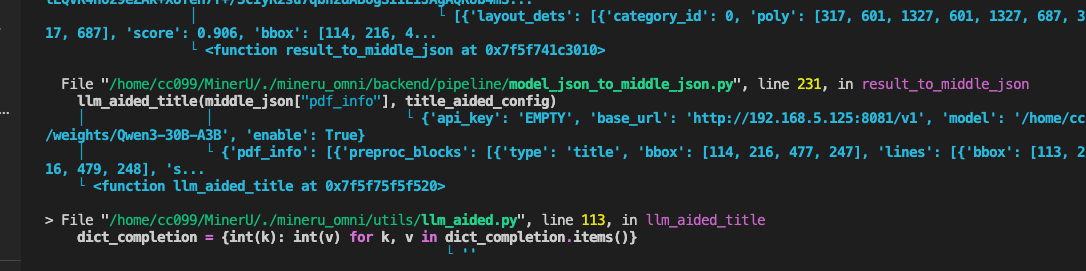 [{'layout_dets': [{'category_id': 0, 'poly': [317, 601, 1327, 601, 1327, 687, 3
17, 687], 'score': 0.906, 'bbox': [114, 216, 4...
└ <function result_to_middle_json at 0x7f5f741c3010>
File "/home/cc099/MinerU/./mineru_omni/backend/pipeline/model_json_to_middle_json.py", line 231, in result_to_middle_json
llm_aided_title(middle_json["pdf_info"], title_aided_config)
│ │ └ {'api_key': 'EMPTY', 'base_url': 'http://192.168.5.125:8081/v1', 'model': '/home/cc
...
/weights/Qwen3-30B-A3B', 'enable': True}
│ └ {'pdf_info': [{'preproc_blocks': [{'type': 'title', 'bbox': [114, 216, 477, 247], 'lines': [{'bbox': [113, 2
16, 479, 248], 's...
└ <function llm_aided_title at 0x7f5f75f5f520>
> File "/home/cc099/MinerU/./mineru_omni/utils/llm_aided.py", line 113, in llm_aided_title
dict_completion = {int(k): int(v) for k, v in dict_completion.items()}
└ ''